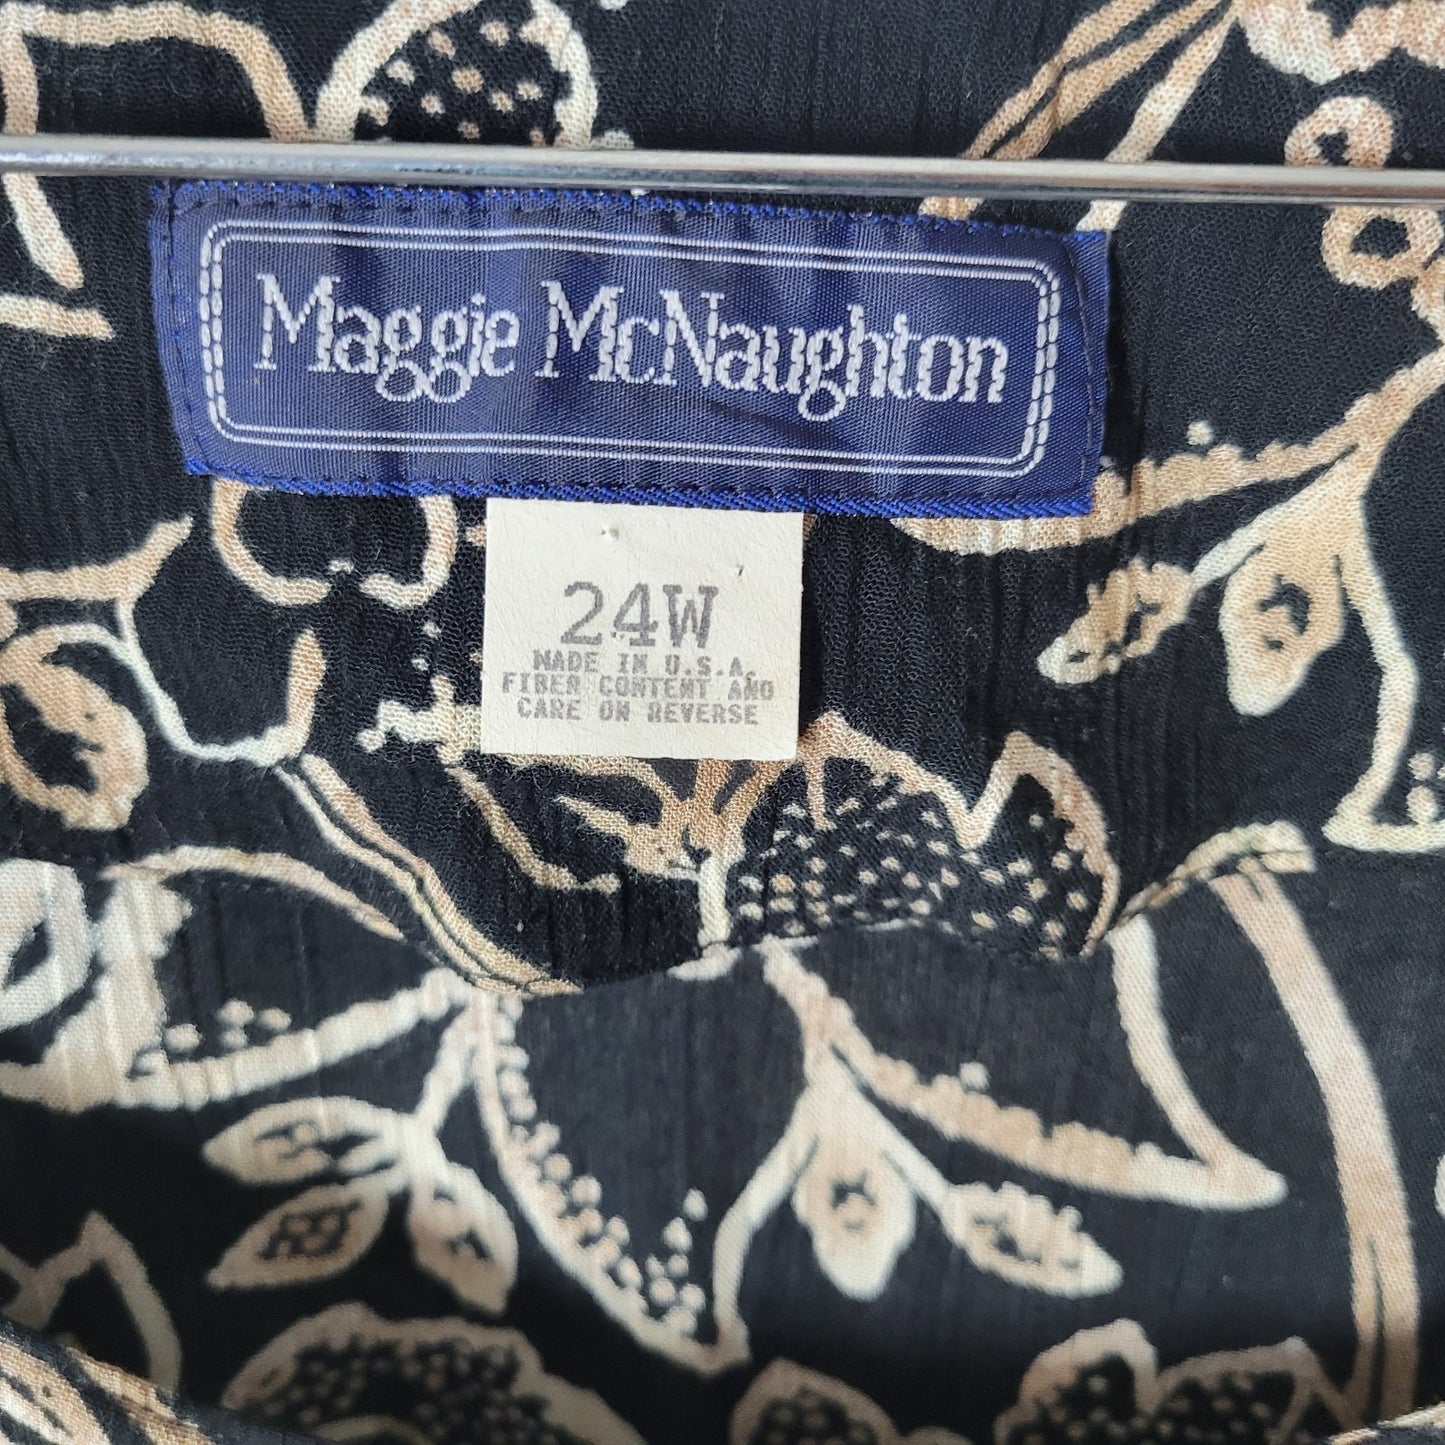 Maggie McNaughton
24W
MADE IN U.S.A.
FIBER CONTENT AND
CARE ON REVERSE